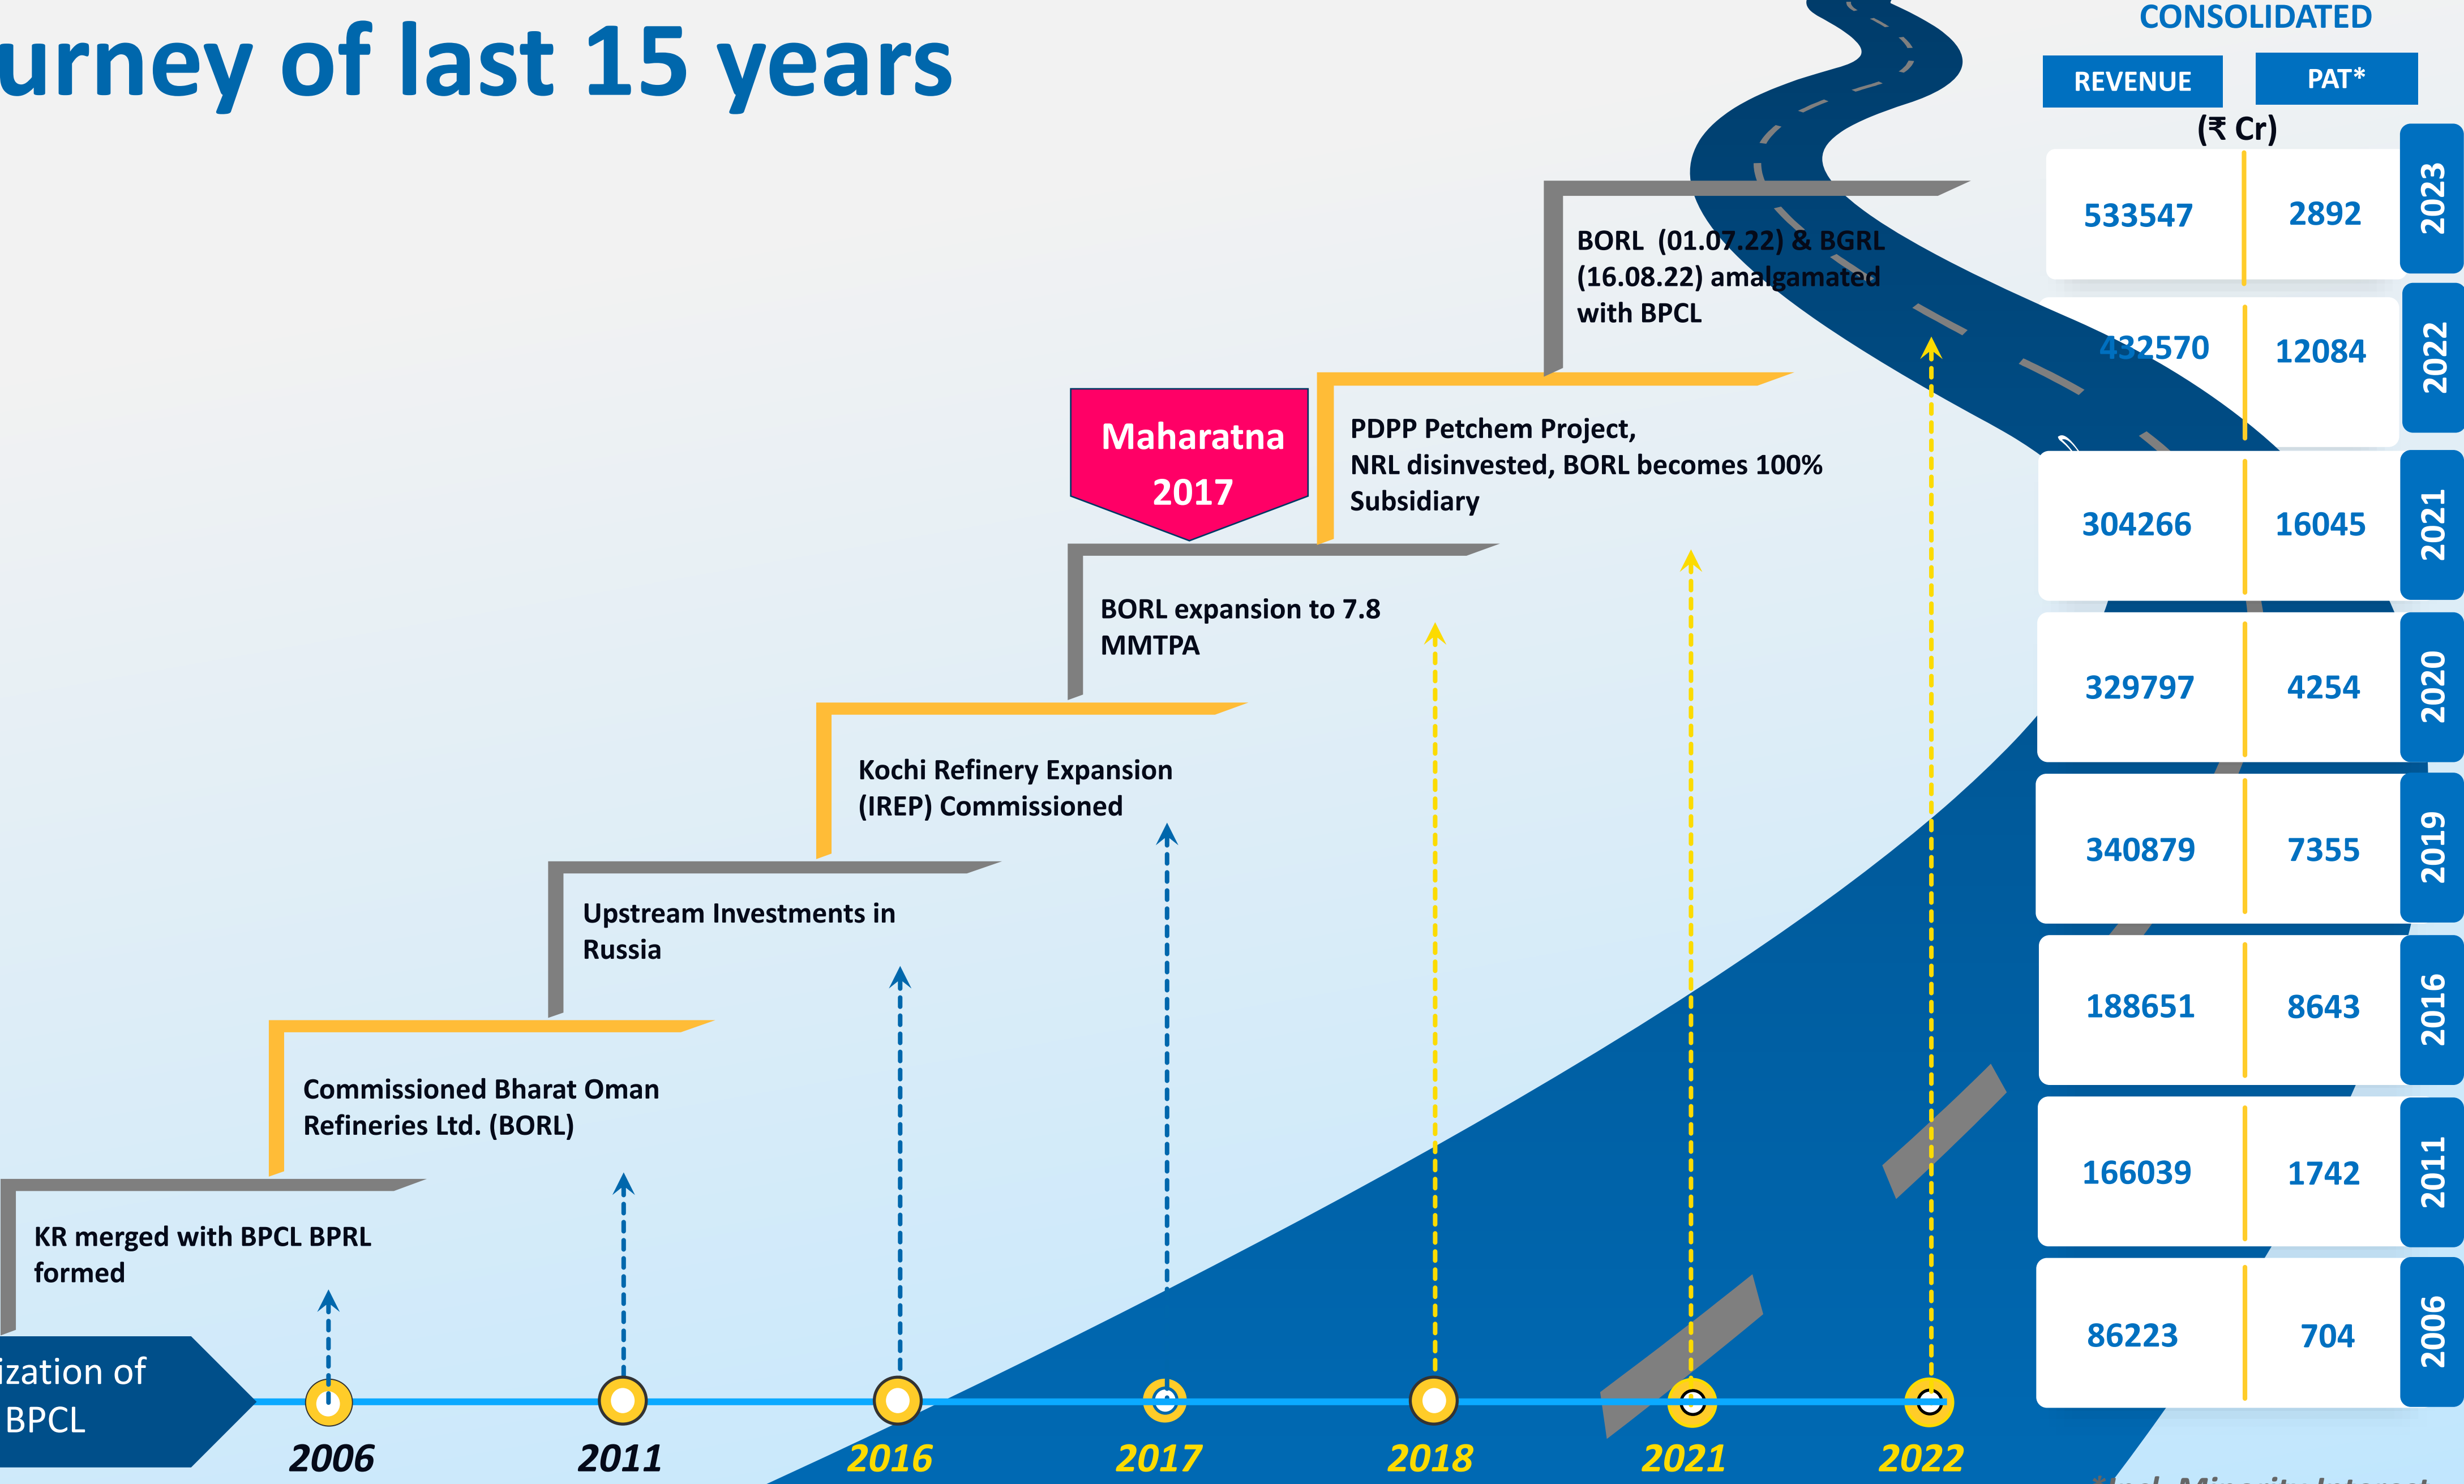 urney of last 15 years
CONSOLIDATED
REVENUE PAT*
(₹ Cr)
533547 2892 2023
432570 12084 2022
304266 16045 2021
329797 4254 2020
340879 7355 2019
188651 8643 2016
166039 1742 2011
86223 704 2006
BORL (01.07.22) & BGRL
(16.08.22) amalgamated
with BPCL
Maharatna
2017
PDPP Petchem Project,
NRL disinvested, BORL becomes 100%
Subsidiary
BORL expansion to 7.8
MMTPA
Kochi Refinery Expansion
(IREP) Commissioned
Upstream Investments in
Russia
Commissioned Bharat Oman
Refineries Ltd. (BORL)
KR merged with BPCL BPRL
formed
ization of
BPCL
2006 2011 2016 2017 2018 2021 2022
*Incl. Minority Interest